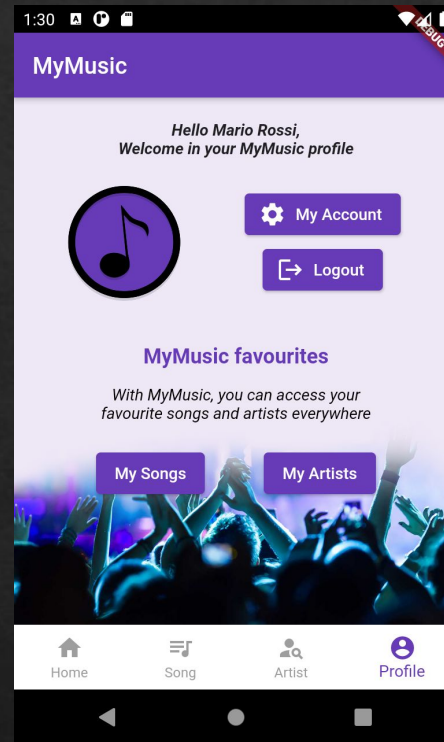 1:30
DEBUG
MyMusic
Hello Mario Rossi,
Welcome in your MyMusic profile
My Account
Logout
MyMusic favourites
With MyMusic, you can access your
favourite songs and artists everywhere
My Songs
My Artists
Home
Song
Artist
Profile